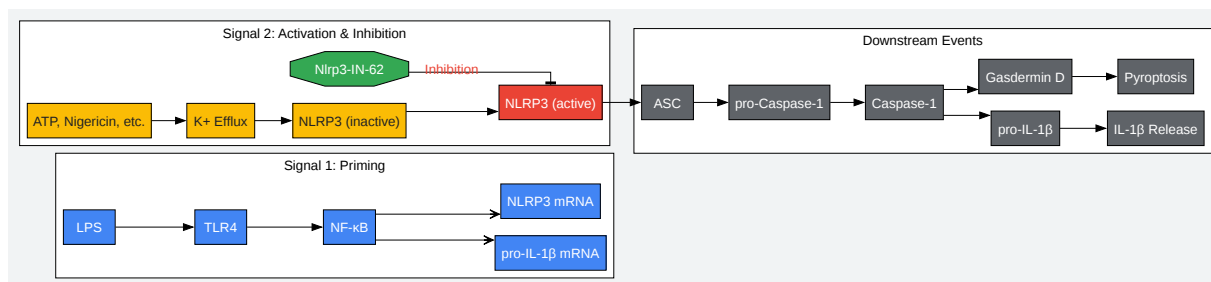 Signal 2: Activation & Inhibition
Nlrp3-IN-62
Inhibition
ATP, Nigericin, etc.
K+ Efflux
NLRP3 (inactive)
NLRP3 (active)
Downstream Events
ASC
pro-Caspase-1
Caspase-1
Gasdermin D
Pyroptosis
pro-IL-1β
IL-1β Release
Signal 1: Priming
LPS
TLR4
NF-κB
NLRP3 mRNA
pro-IL-1β mRNA